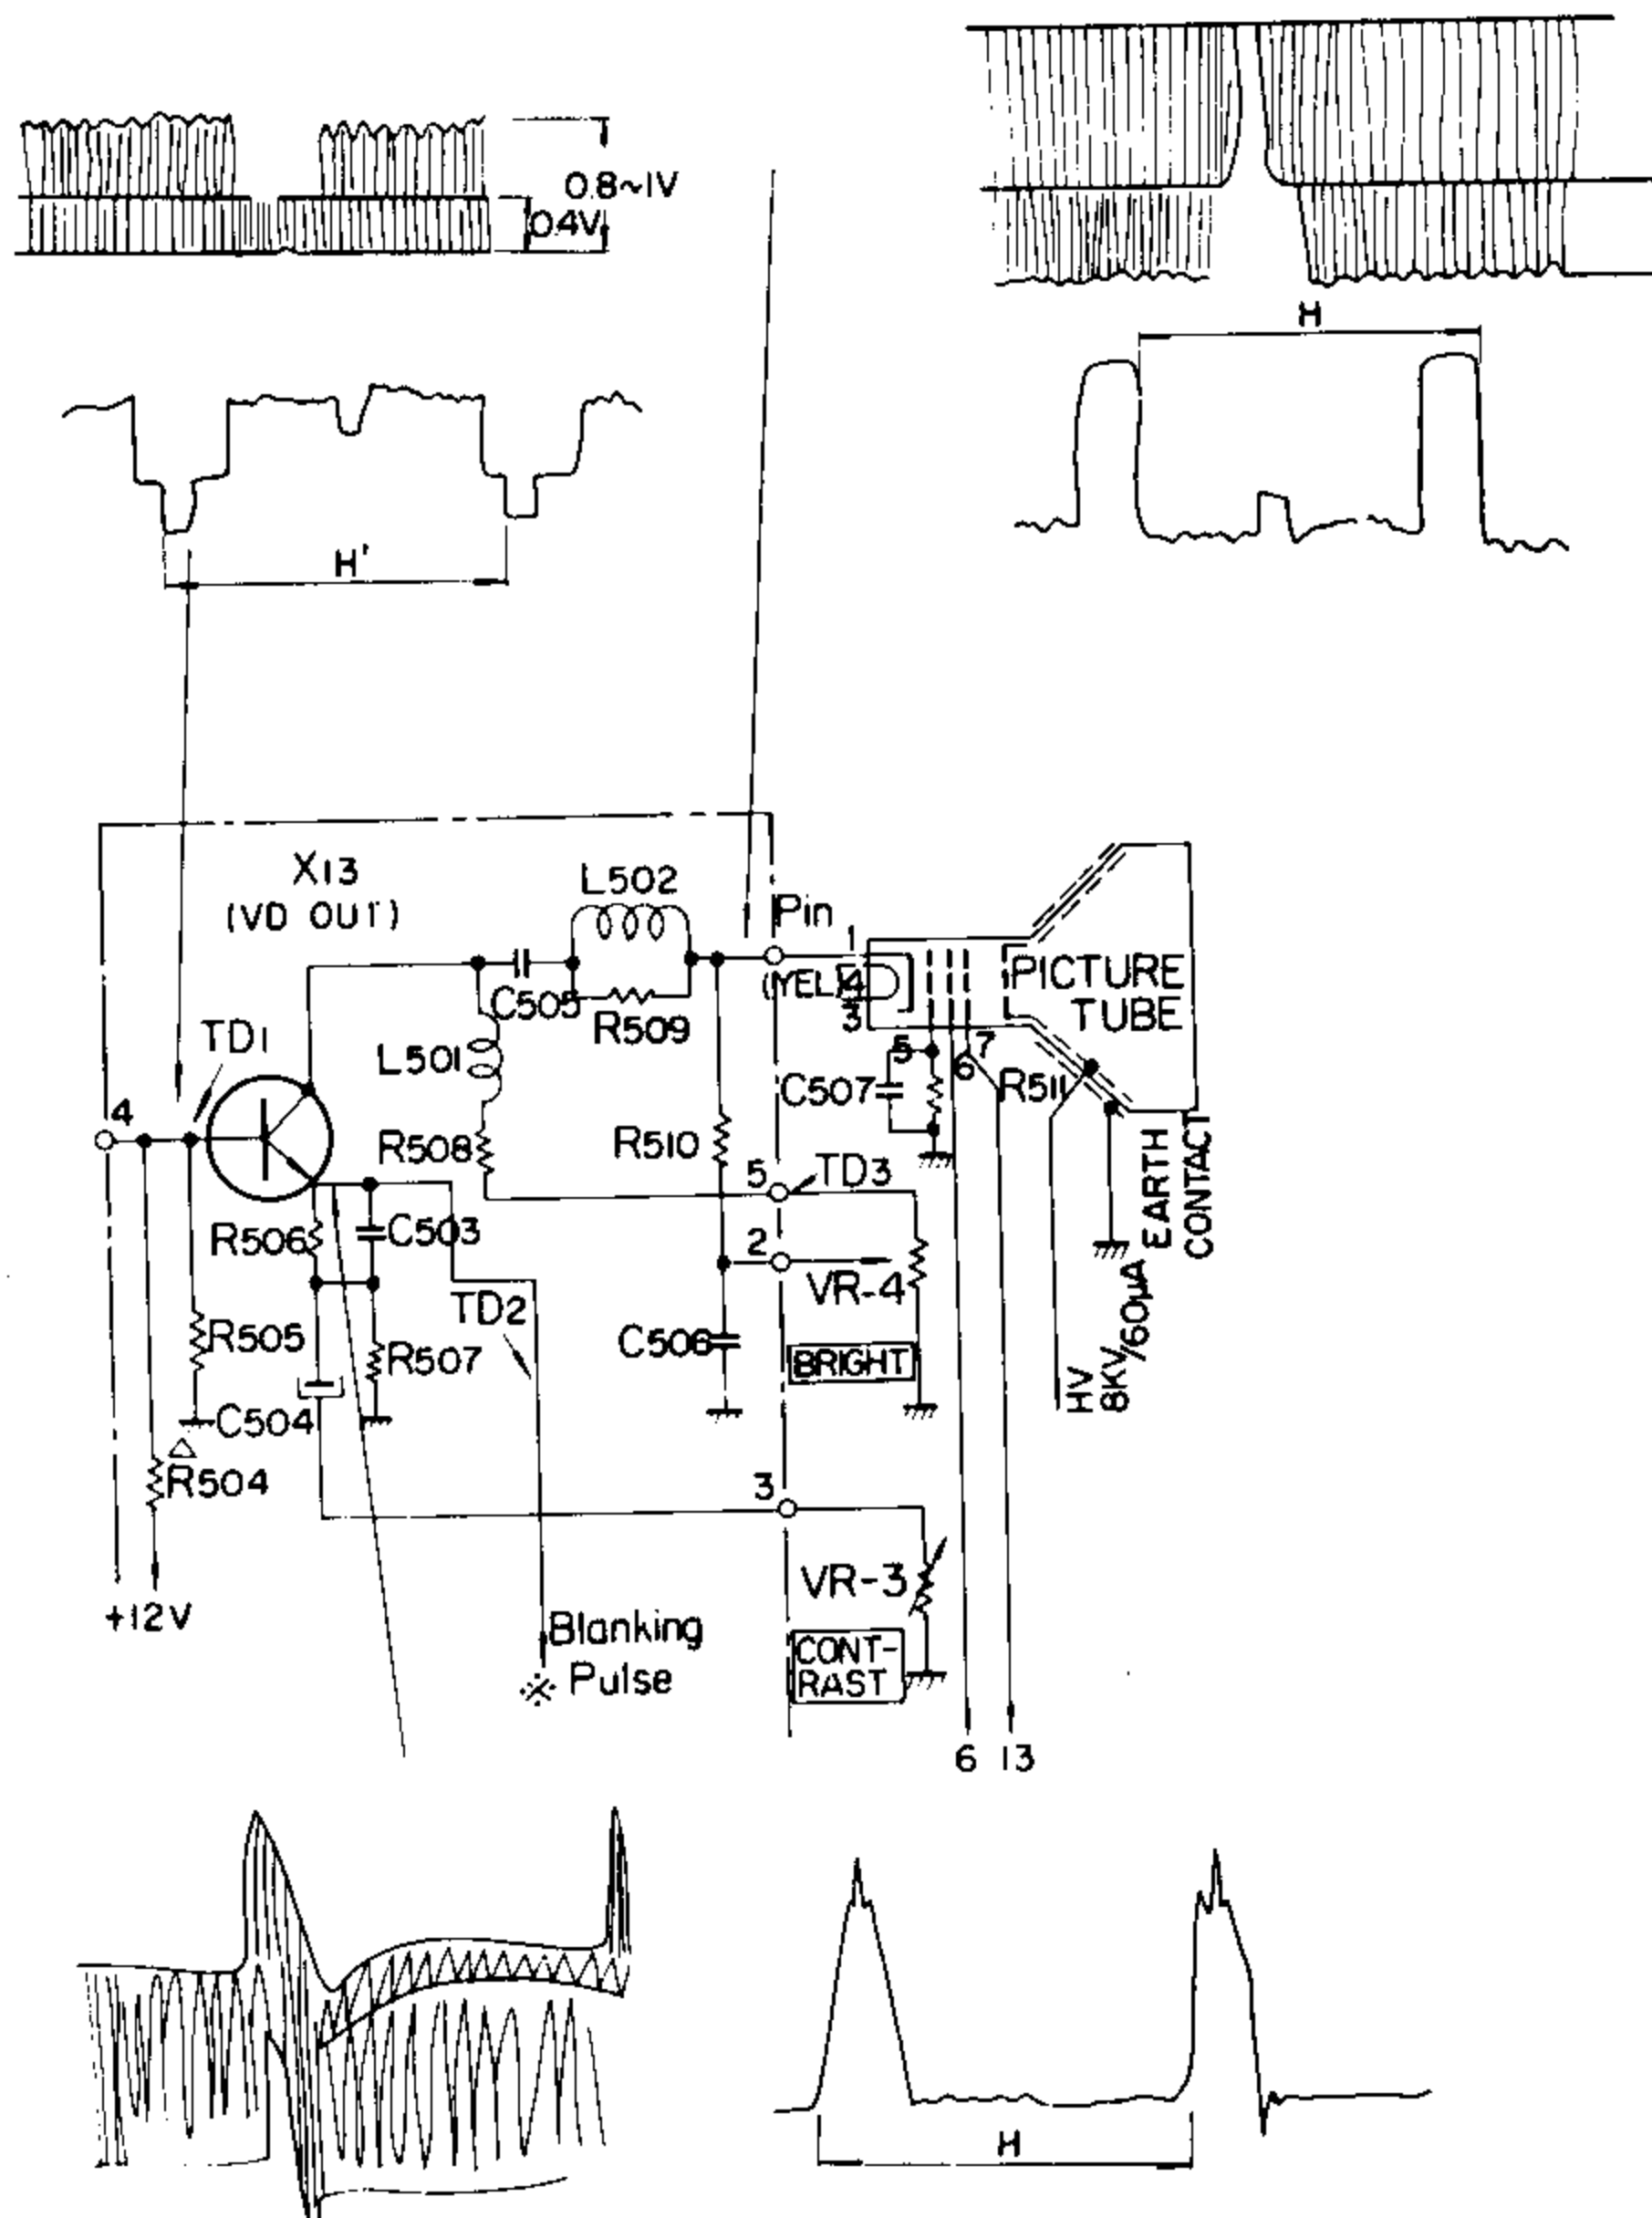 0.8~1V
0.4V
H
H'
X13
(VD OUT)
L502
Pin
1
(YEL)
4
3
PICTURE
TUBE
C505
R509
TD1
L501
5
6
7
C507
R511
4
R508
R510
5
TD3
EARTH
CONTACT
R506
C503
2
VR-4
TD2
HV
8KV/60μA
R505
R507
C506
BRIGHT
C504
△
R504
3
VR-3
+12V
Blanking
※ Pulse
CONT-
RAST
6
13
H